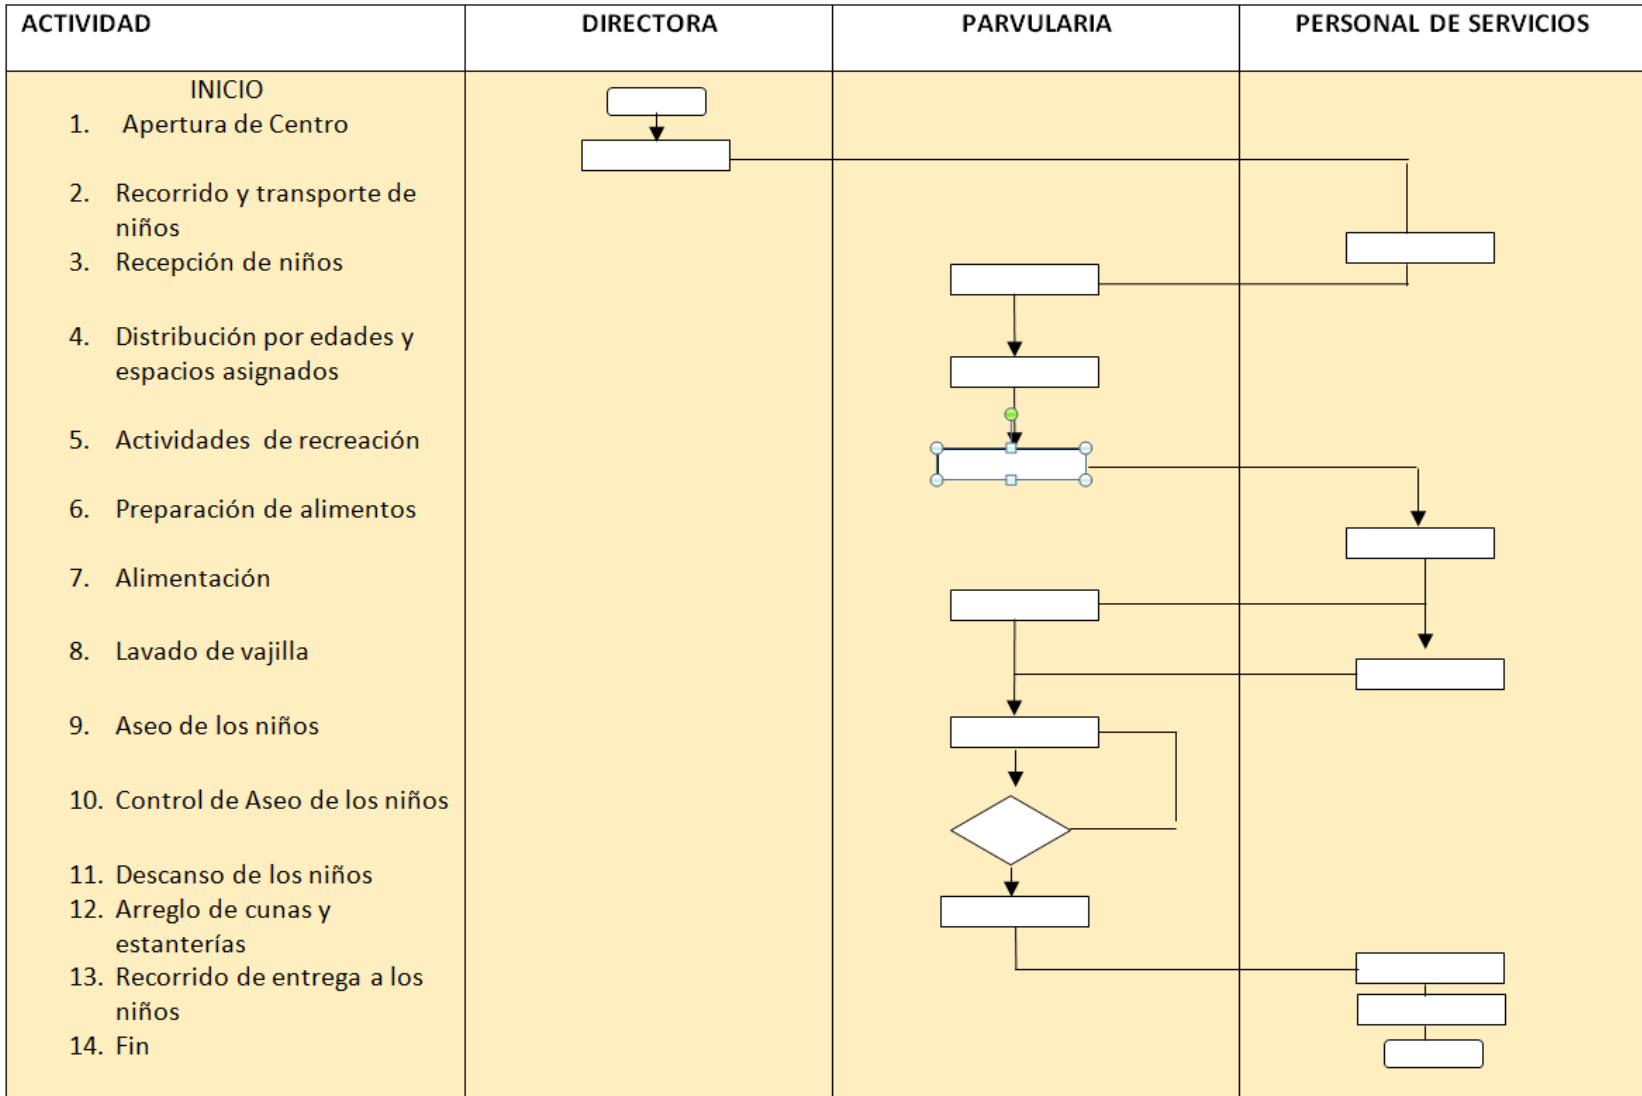 ACTIVIDAD DIRECTORA PARVULARIA PERSONAL DE SERVICIOS
INICIO
1. Apertura de Centro
2. Recorrido y transporte de
niños
3. Recepción de niños
4. Distribución por edades y
espacios asignados
5. Actividades de recreación
6. Preparación de alimentos
7. Alimentación
8. Lavado de vajilla
9. Aseo de los niños
10. Control de Aseo de los niños
11. Descanso de los niños
12. Arreglo de cunas y
estanterías
13. Recorrido de entrega a los
niños
14. Fin